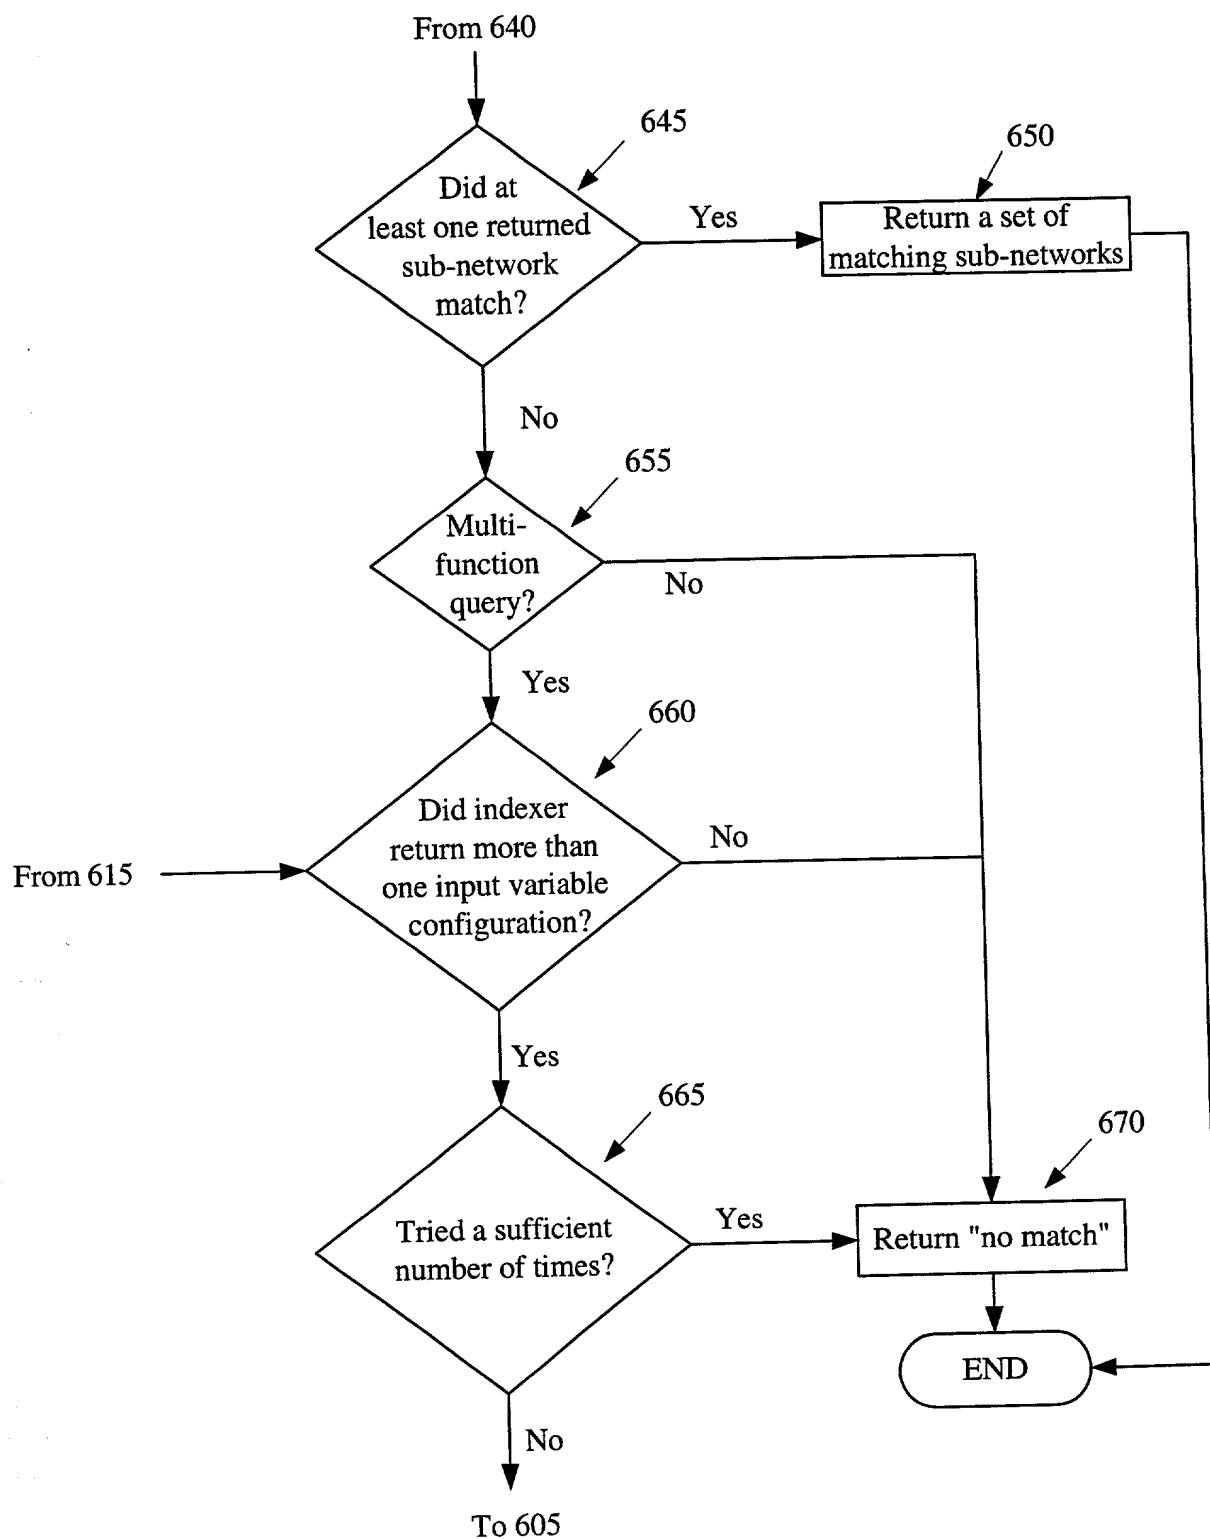 From 640
645
Did at
least one returned
sub-network
match?
Yes
650
Return a set of
matching sub-networks
No
655
Multi-
function
query?
No
Yes
660
Did indexer
return more than
one input variable
configuration?
No
From 615
Yes
665
Tried a sufficient
number of times?
Yes
670
Return "no match"
END
No
To 605